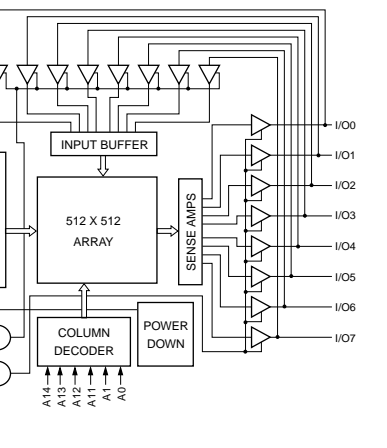 I/O0
INPUT BUFFER
I/O1
I/O2
512 X 512
ARRAY
SENSE AMPS
I/O3
I/O4
I/O5
I/O6
COLUMN
DECODER
POWER
DOWN
I/O7
A14
A13
A12
A11
A1
A0